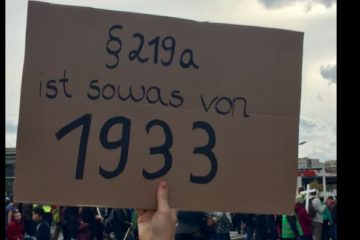 § 219a
ist sowas von
1933